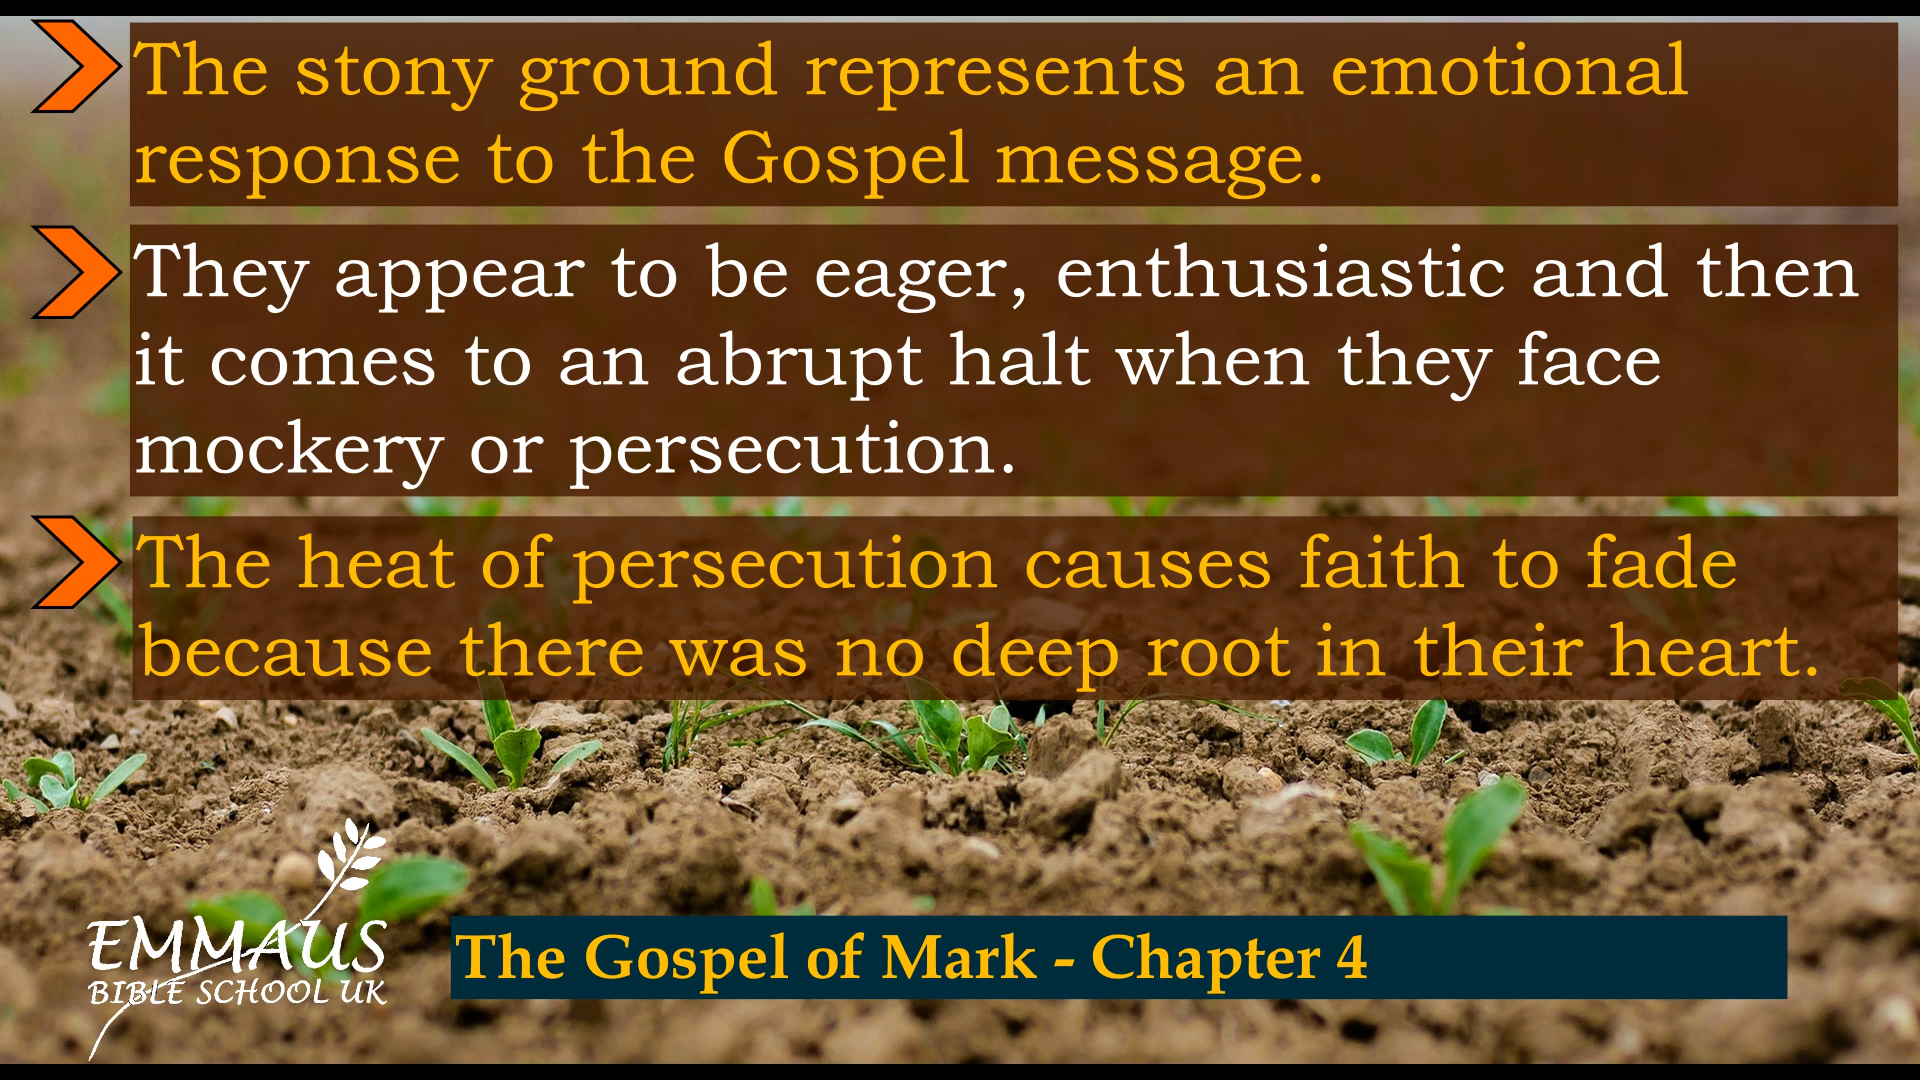 The stony ground represents an emotional
response to the Gospel message.
They appear to be eager, enthusiastic and then
it comes to an abrupt halt when they face
mockery or persecution.
The heat of persecution causes faith to fade
because there was no deep root in their heart.
EMMAUS
BIBLE SCHOOL UK
The Gospel of Mark - Chapter 4